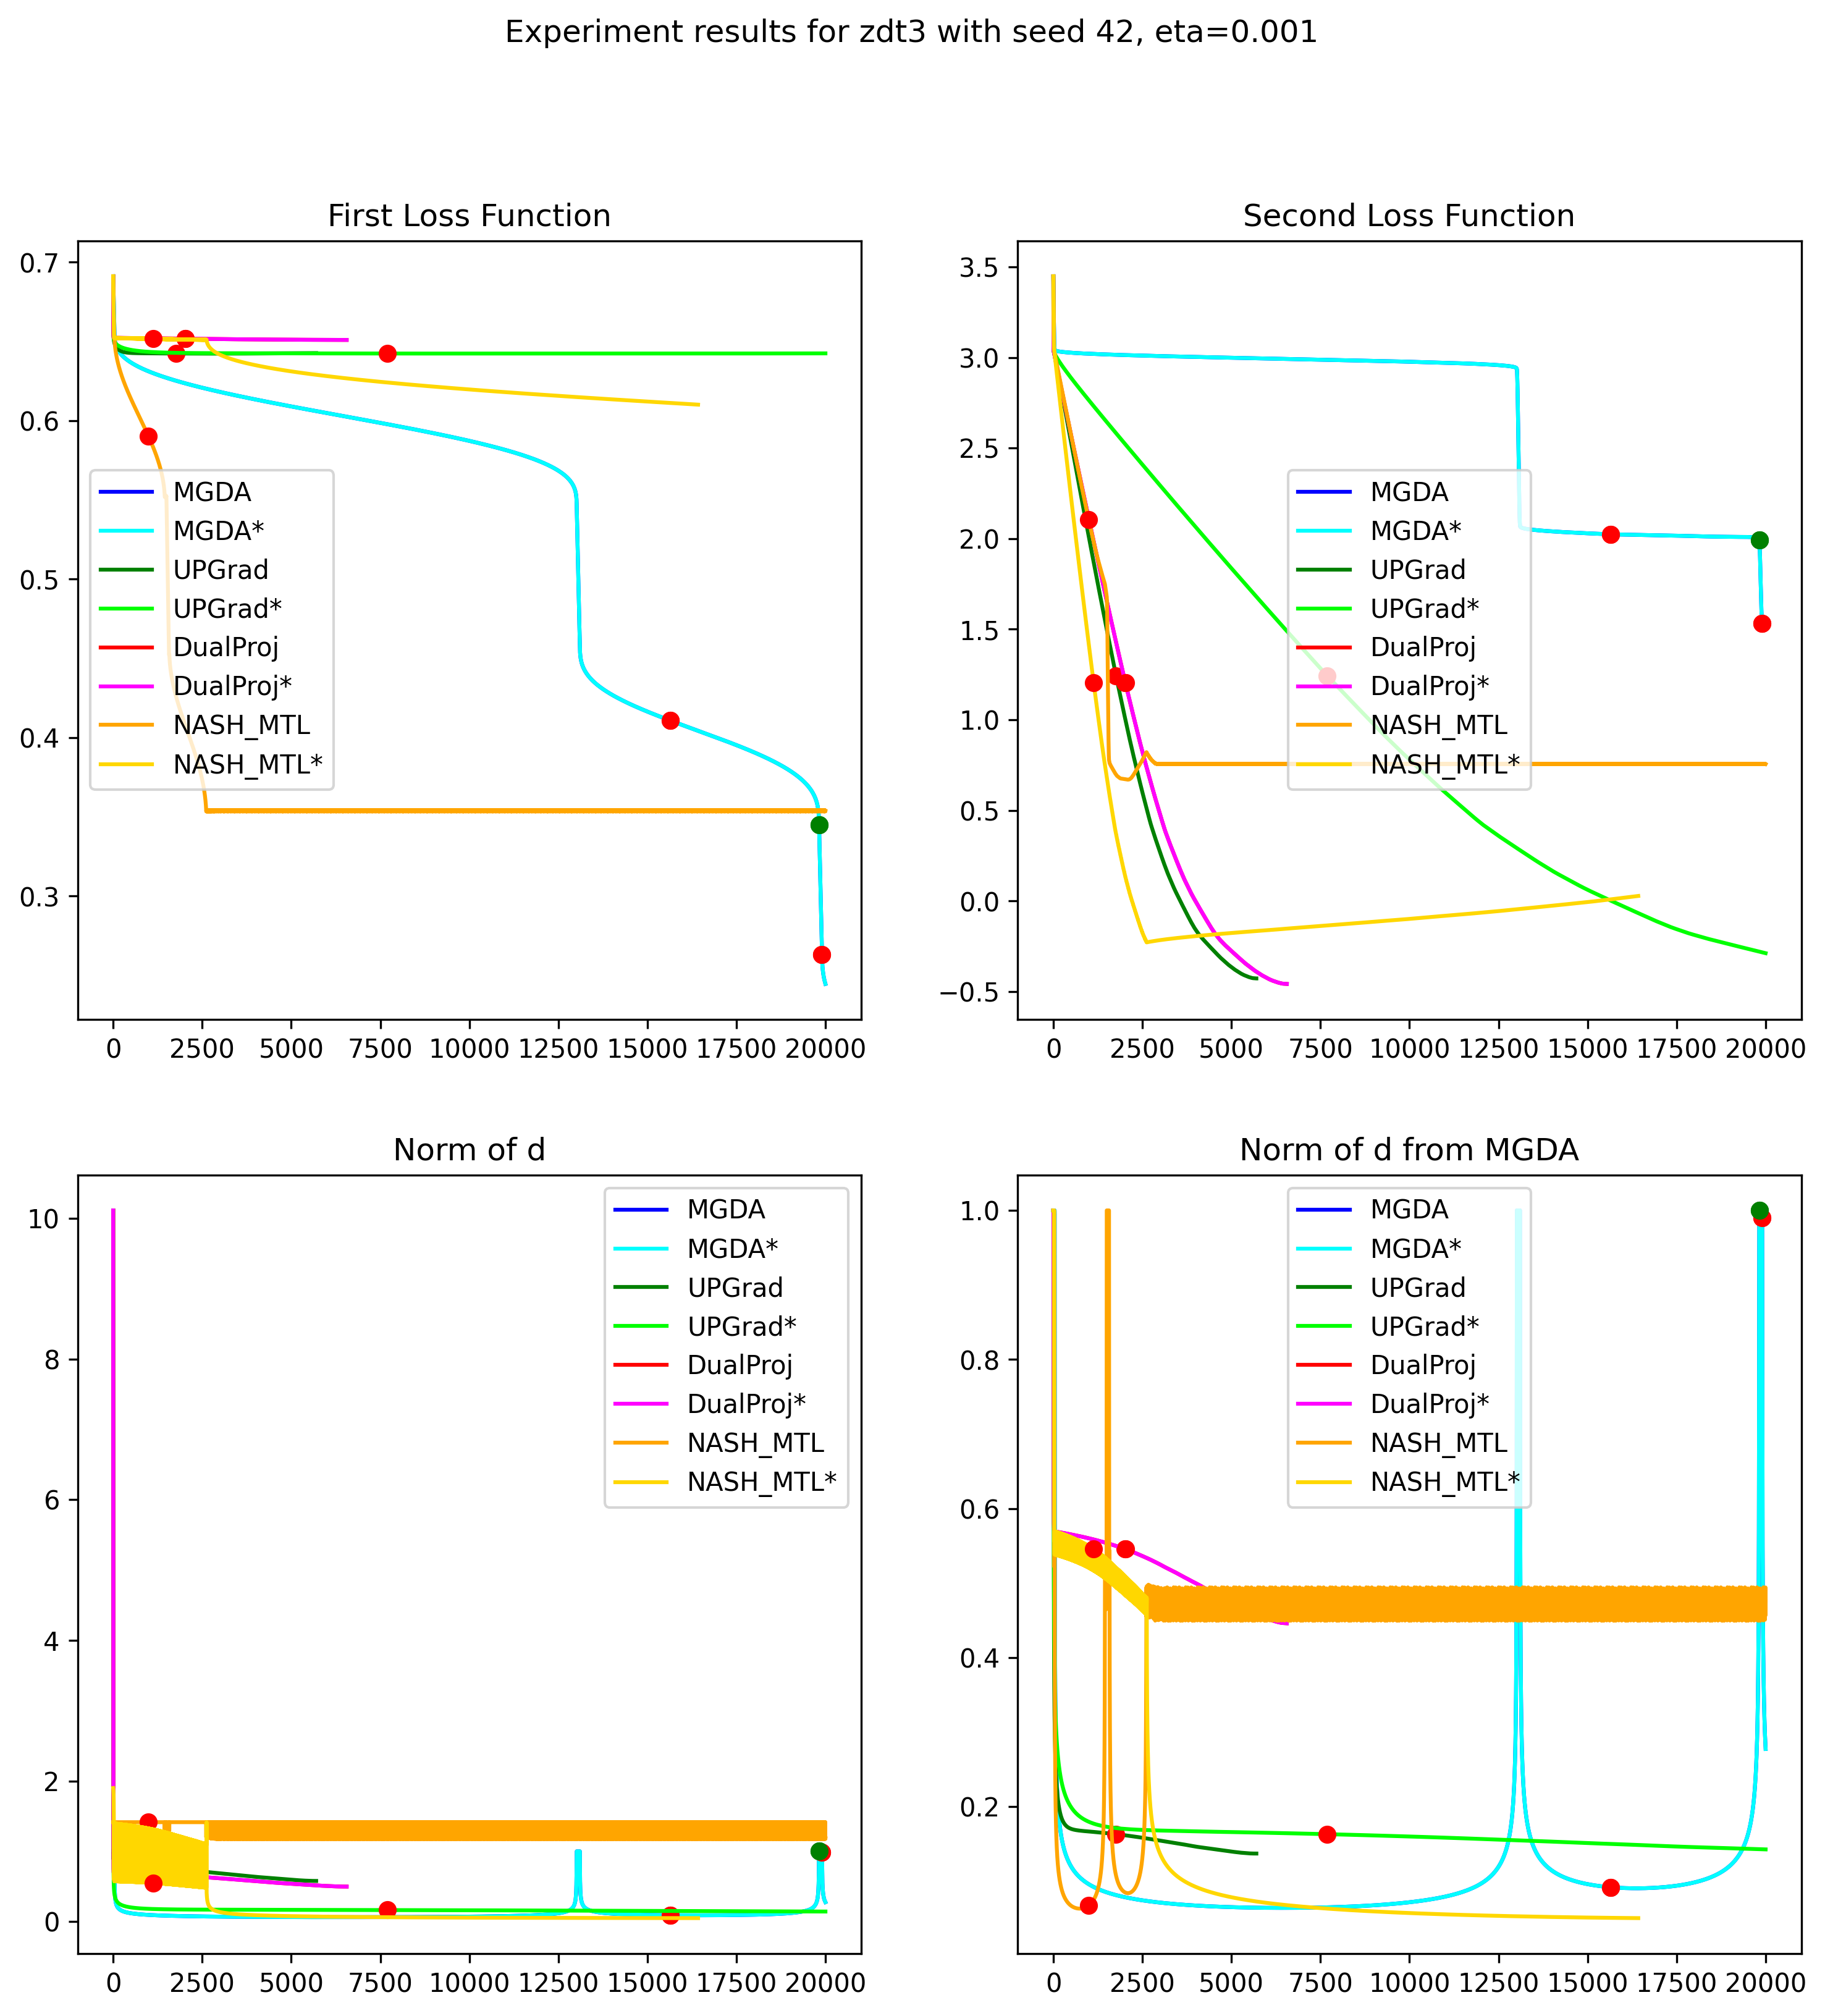 Experiment results for zdt3 with seed 42, eta=0.001
First Loss Function
0.7
0.6
0.5
0.4
0.3
MGDA
MGDA*
UPGrad
UPGrad*
DualProj
DualProj*
NASH_MTL
NASH_MTL*
0 2500 5000 7500 10000 12500 15000 17500 20000
Second Loss Function
3.5
3.0
2.5
2.0
1.5
1.0
0.5
0.0
−0.5
MGDA
MGDA*
UPGrad
UPGrad*
DualProj
DualProj*
NASH_MTL
NASH_MTL*
0 2500 5000 7500 10000 12500 15000 17500 20000
Norm of d
10
8
6
4
2
0
MGDA
MGDA*
UPGrad
UPGrad*
DualProj
DualProj*
NASH_MTL
NASH_MTL*
0 2500 5000 7500 10000 12500 15000 17500 20000
Norm of d from MGDA
1.0
0.8
0.6
0.4
0.2
MGDA
MGDA*
UPGrad
UPGrad*
DualProj
DualProj*
NASH_MTL
NASH_MTL*
0 2500 5000 7500 10000 12500 15000 17500 20000